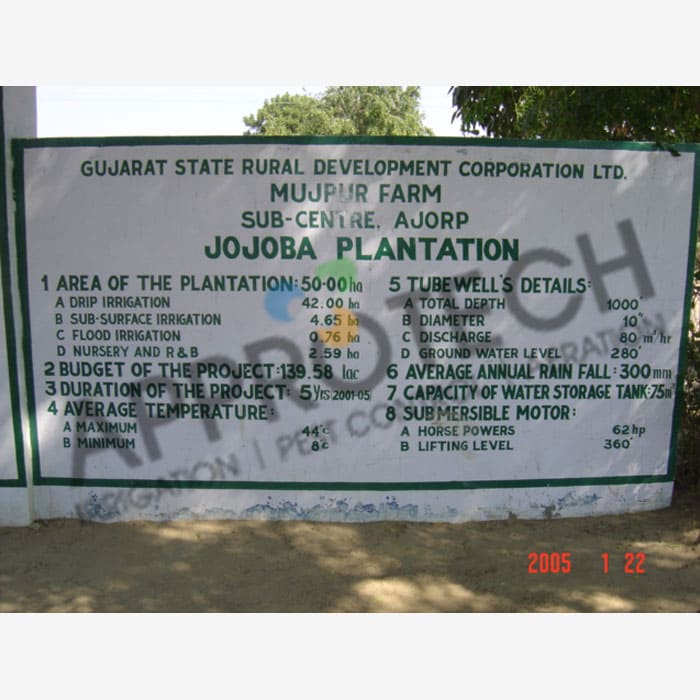 GUJARAT STATE RURAL DEVELOPMENT CORPORATION LTD.
MUJPUR FARM
SUB-CENTRE, AJORP
JOJOBA PLANTATION
1 AREA OF THE PLANTATION: 50.00 ha
A DRIP IRRIGATION 42.00 ha
B SUB-SURFACE IRRIGATION 4.65 ha
C FLOOD IRRIGATION 0.76 ha
D NURSERY AND R & B 2.59 ha
2 BUDGET OF THE PROJECT: 139.58 lac
3 DURATION OF THE PROJECT: 5 Yrs 2001-05
4 AVERAGE TEMPERATURE:
A MAXIMUM 44°c
B MINIMUM 8°c
5 TUBEWELL'S DETAILS:
A TOTAL DEPTH 1000'
B DIAMETER 10"
C DISCHARGE 80 m³/hr
D GROUND WATER LEVEL 280'
6 AVERAGE ANNUAL RAIN FALL: 300 mm
7 CAPACITY OF WATER STORAGE TANK: 75 m³
8 SUBMERSIBLE MOTOR:
A HORSE POWERS 62 hp
B LIFTING LEVEL 360'
APPROTECH
IRRIGATION | PEST CONTROL
2005 1 22